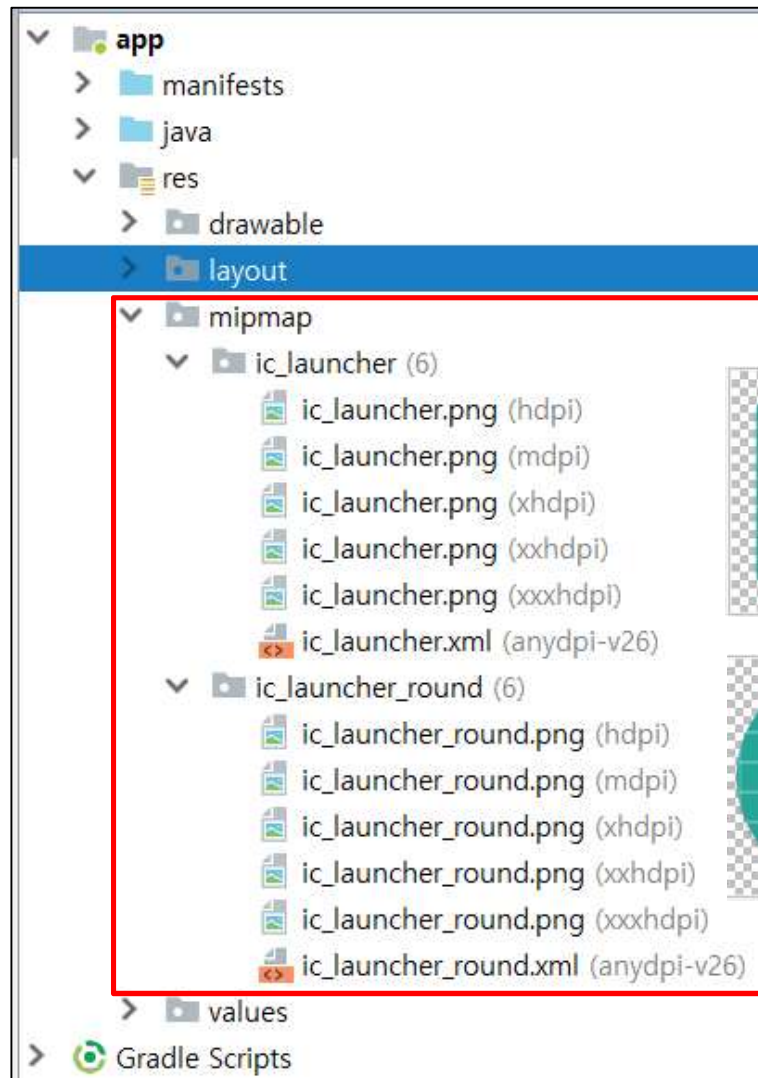 app
manifests
java
res
drawable
layout
mipmap
ic_launcher (6)
ic_launcher.png (hdpi)
ic_launcher.png (mdpi)
ic_launcher.png (xhdpi)
ic_launcher.png (xxhdpi)
ic_launcher.png (xxxhdpi)
ic_launcher.xml (anydpi-v26)
ic_launcher_round (6)
ic_launcher_round.png (hdpi)
ic_launcher_round.png (mdpi)
ic_launcher_round.png (xhdpi)
ic_launcher_round.png (xxhdpi)
ic_launcher_round.png (xxxhdpi)
ic_launcher_round.xml (anydpi-v26)
values
Gradle Scripts